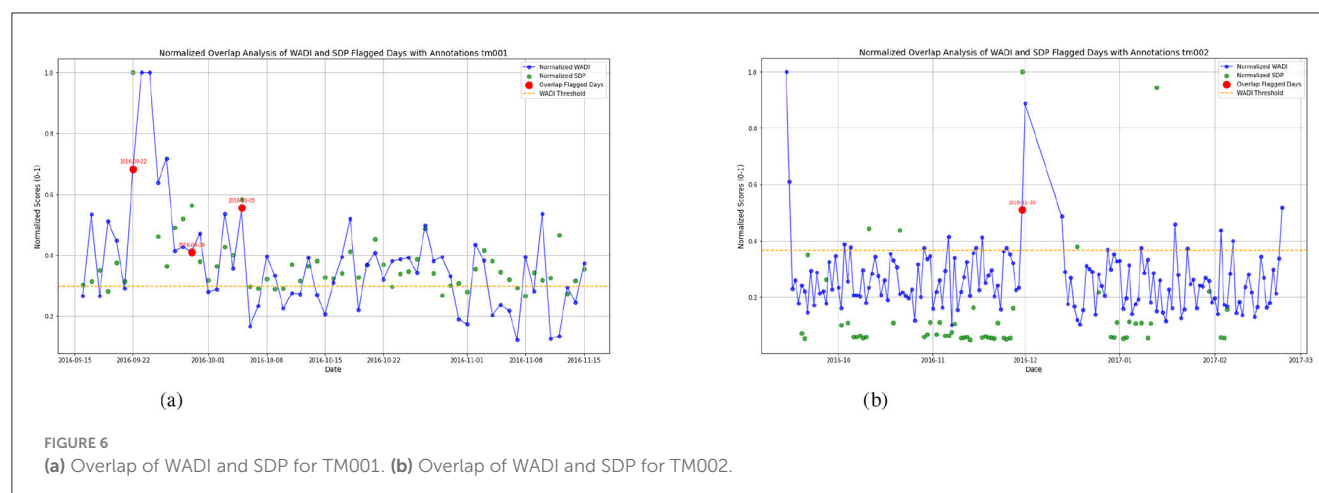 Normalized Overlap Analysis of WADI and SDP Flagged Days with Annotations tm001
Normalized WADI
Normalized SDP
Overlap Flagged Days
WADI Threshold
Normalized Scores (0-1)
1.0
0.8
0.6
0.4
0.2
2016-09-22
2016-10-05
2016-09-15
2016-09-22
2016-10-01
2016-10-08
2016-10-15
2016-10-22
2016-11-01
2016-11-08
2016-11-15
Date
(a)
Normalized Overlap Analysis of WADI and SDP Flagged Days with Annotations tm002
Normalized WADI
Normalized SDP
Overlap Flagged Days
WADI Threshold
Normalized Scores (0-1)
1.0
0.8
0.6
0.4
0.2
2016-11-30
2016-10
2016-11
2016-12
2017-01
2017-02
2017-03
Date
(b)
FIGURE 6
(a) Overlap of WADI and SDP for TM001. (b) Overlap of WADI and SDP for TM002.